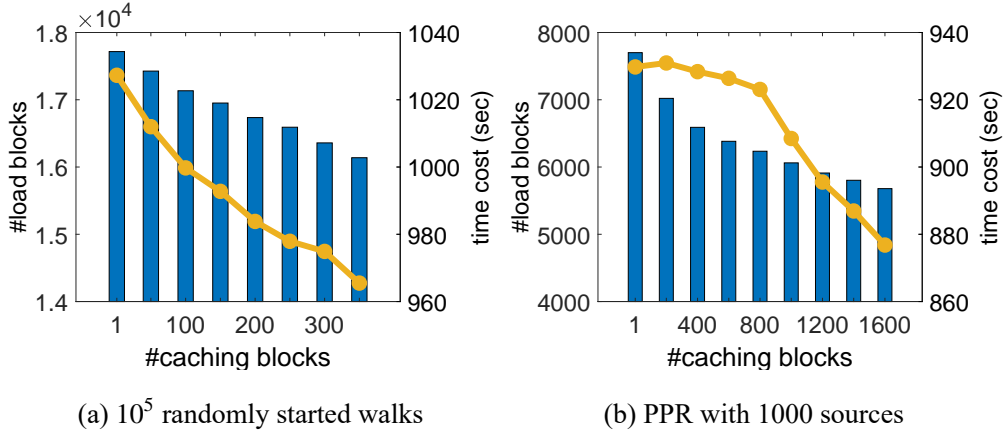 ×10⁴
1.8
1.7
1.6
1.5
1.4
#load blocks
1040
1020
1000
980
960
time cost (sec)
1 100 200 300
#caching blocks
(a) 10⁵ randomly started walks
8000
7000
6000
5000
4000
#load blocks
940
920
900
880
860
time cost (sec)
1 400 800 1200 1600
#caching blocks
(b) PPR with 1000 sources